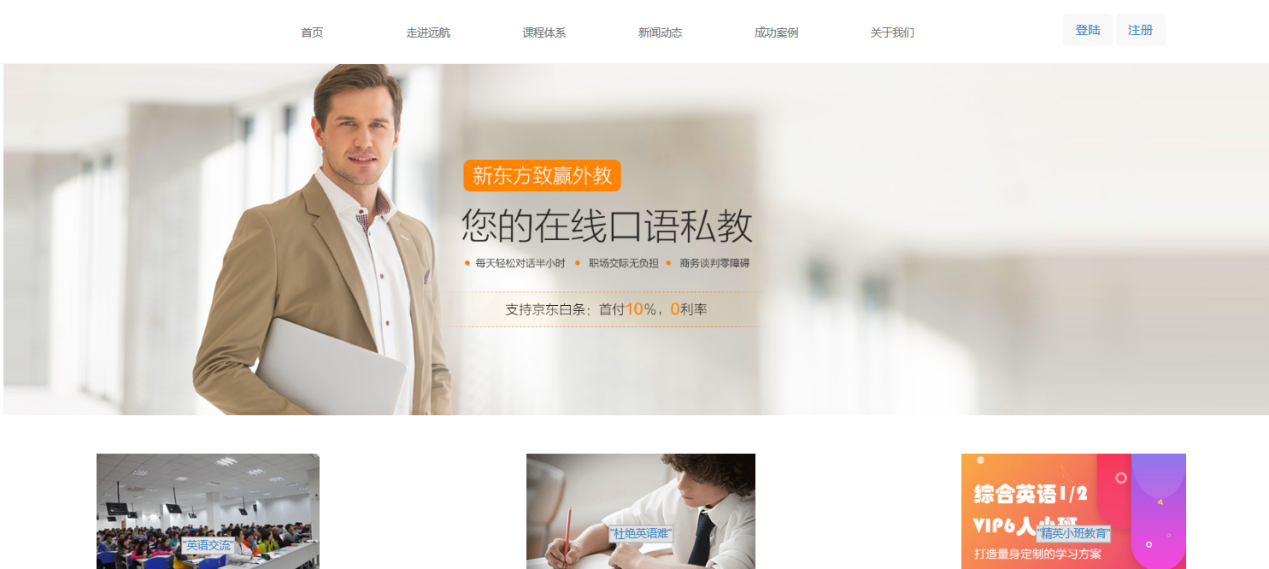 首页 走进远航 课程体系 新闻动态 成功案例 关于我们 登陆 注册
新东方致赢外教
您的在线口语私教
• 每天轻松对话半小时 • 职场交际无负担 • 商务谈判零障碍
支持京东白条：首付10%，0利率
"英语交流"
"杜绝英语难"
综合英语1/2
VIP6人小班
"精英小班教育"
打造量身定制的学习方案